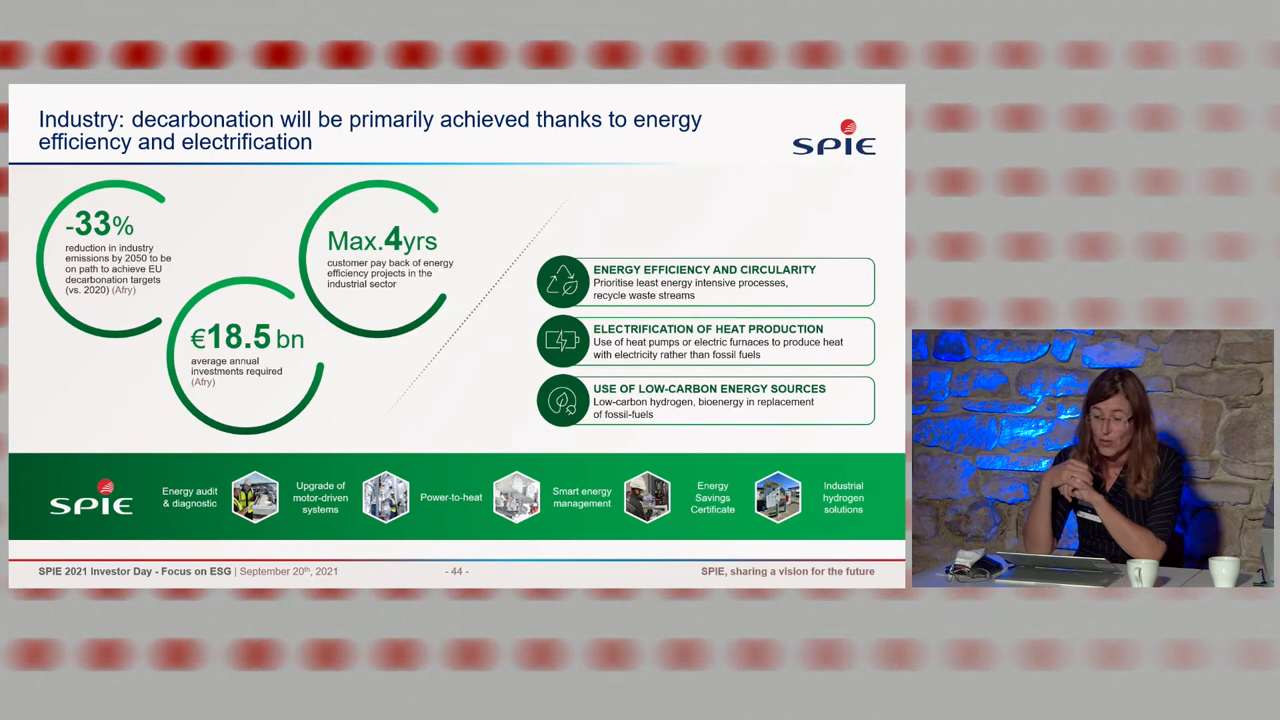 Industry: decarbonation will be primarily achieved thanks to energy
efficiency and electrification
SPIE
-33%
reduction in industry
emissions by 2050 to be
on path to achieve EU
decarbonation targets
(vs. 2020) (Afry)
€18.5 bn
average annual
investments required
(Afry)
Max.4yrs
customer pay back of energy
efficiency projects in the
industrial sector
ENERGY EFFICIENCY AND CIRCULARITY
Prioritise least energy intensive processes,
recycle waste streams
ELECTRIFICATION OF HEAT PRODUCTION
Use of heat pumps or electric furnaces to produce heat
with electricity rather than fossil fuels
USE OF LOW-CARBON ENERGY SOURCES
Low-carbon hydrogen, bioenergy in replacement
of fossil-fuels
SPIE
Energy audit
& diagnostic
Upgrade of
motor-driven
systems
Power-to-heat
Smart energy
management
Energy
Savings
Certificate
Industrial
hydrogen
solutions
SPIE 2021 Investor Day - Focus on ESG | September 20th, 2021
- 44 -
SPIE, sharing a vision for the future